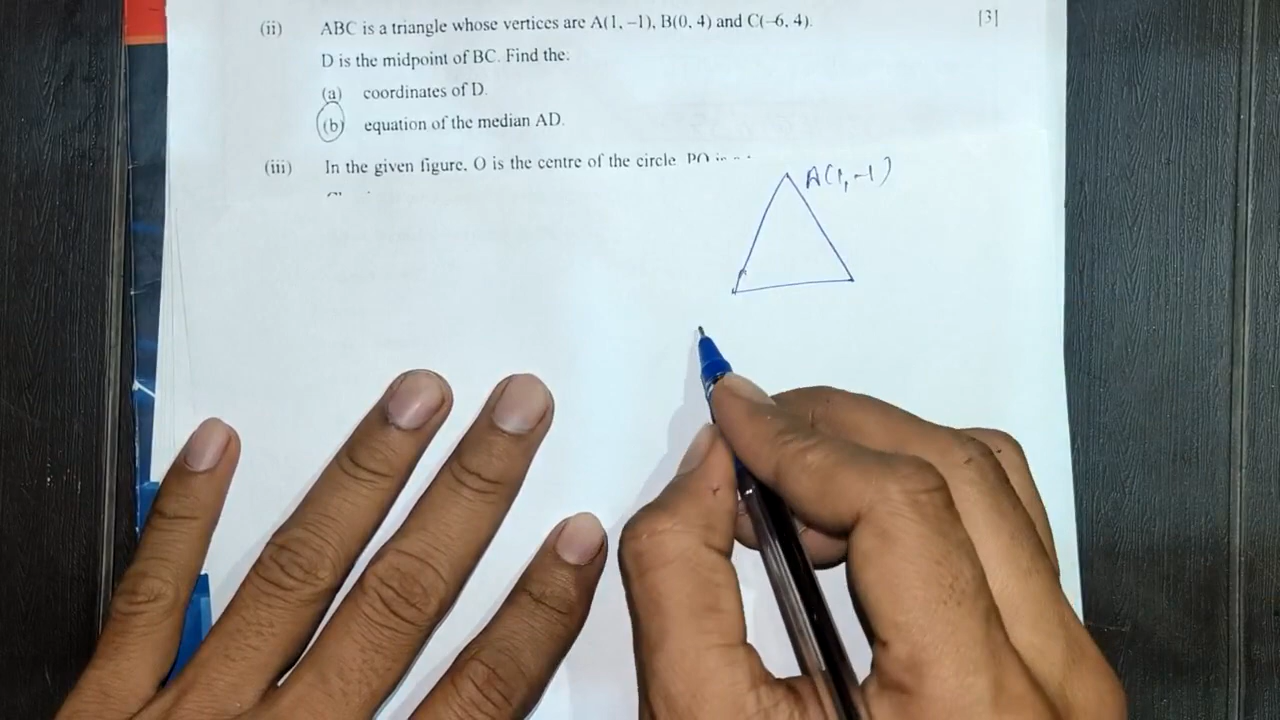 (ii) ABC is a triangle whose vertices are A(1, –1), B(0, 4) and C(–6, 4). [3]
D is the midpoint of BC. Find the:
(a) coordinates of D.
(b) equation of the median AD.
(iii) In the given figure. O is the centre of the circle
A(1, -1)